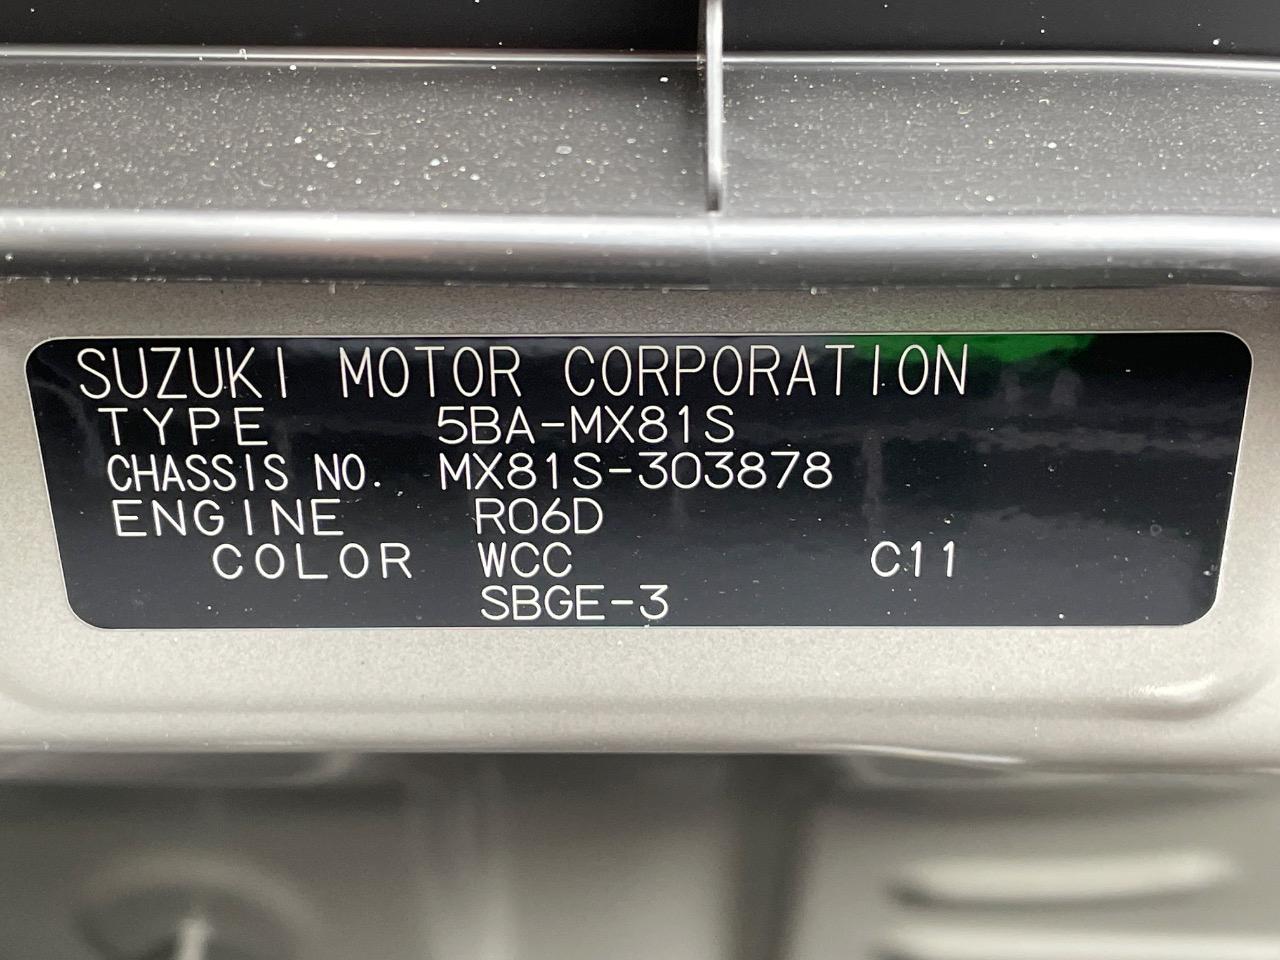 SUZUKI MOTOR CORPORATION
TYPE 5BA-MX81S
CHASSIS NO. MX81S-303878
ENGINE R06D
COLOR WCC C11
SBGE-3